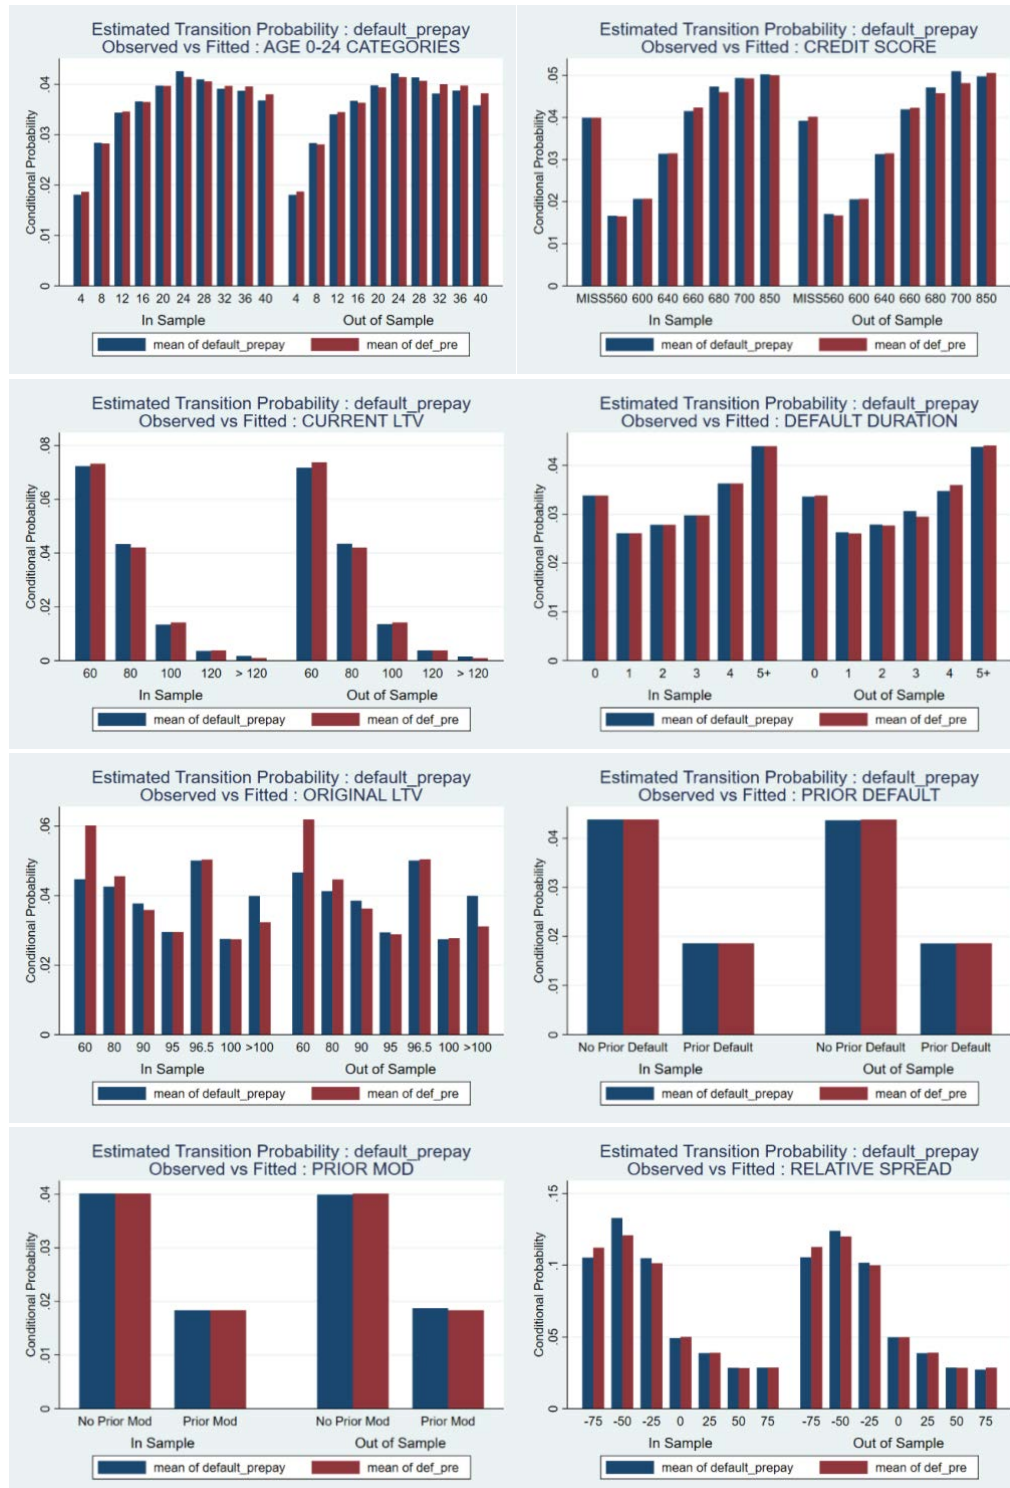 Estimated Transition Probability : default_prepay
Observed vs Fitted : AGE 0-24 CATEGORIES
Conditional Probability
0 .01 .02 .03 .04
4 8 12 16 20 24 28 32 36 40 4 8 12 16 20 24 28 32 36 40
In Sample Out of Sample
mean of default_prepay mean of def_pre
Estimated Transition Probability : default_prepay
Observed vs Fitted : CREDIT SCORE
Conditional Probability
0 .01 .02 .03 .04 .05
MISS560 600 640 660 680 700 850 MISS560 600 640 660 680 700 850
In Sample Out of Sample
mean of default_prepay mean of def_pre
Estimated Transition Probability : default_prepay
Observed vs Fitted : CURRENT LTV
Conditional Probability
0 .02 .04 .06 .08
60 80 100 120 > 120 60 80 100 120 > 120
In Sample Out of Sample
mean of default_prepay mean of def_pre
Estimated Transition Probability : default_prepay
Observed vs Fitted : DEFAULT DURATION
Conditional Probability
0 .01 .02 .03 .04
0 1 2 3 4 5+ 0 1 2 3 4 5+
In Sample Out of Sample
mean of default_prepay mean of def_pre
Estimated Transition Probability : default_prepay
Observed vs Fitted : ORIGINAL LTV
Conditional Probability
0 .02 .04 .06
60 80 90 95 96.5 100 >100 60 80 90 95 96.5 100 >100
In Sample Out of Sample
mean of default_prepay mean of def_pre
Estimated Transition Probability : default_prepay
Observed vs Fitted : PRIOR DEFAULT
Conditional Probability
0 .01 .02 .03 .04
No Prior Default Prior Default No Prior Default Prior Default
In Sample Out of Sample
mean of default_prepay mean of def_pre
Estimated Transition Probability : default_prepay
Observed vs Fitted : PRIOR MOD
Conditional Probability
0 .01 .02 .03 .04
No Prior Mod Prior Mod No Prior Mod Prior Mod
In Sample Out of Sample
mean of default_prepay mean of def_pre
Estimated Transition Probability : default_prepay
Observed vs Fitted : RELATIVE SPREAD
Conditional Probability
0 .05 .1 .15
-75 -50 -25 0 25 50 75 -75 -50 -25 0 25 50 75
In Sample Out of Sample
mean of default_prepay mean of def_pre